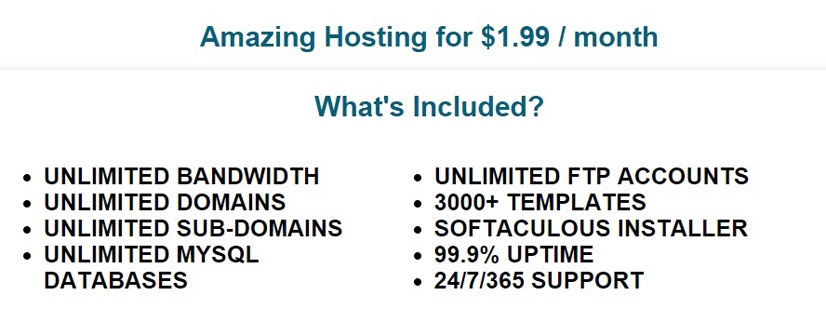 Amazing Hosting for $1.99 / month
What's Included?
• UNLIMITED BANDWIDTH
• UNLIMITED DOMAINS
• UNLIMITED SUB-DOMAINS
• UNLIMITED MYSQL
DATABASES
• UNLIMITED FTP ACCOUNTS
• 3000+ TEMPLATES
• SOFTACULOUS INSTALLER
• 99.9% UPTIME
• 24/7/365 SUPPORT